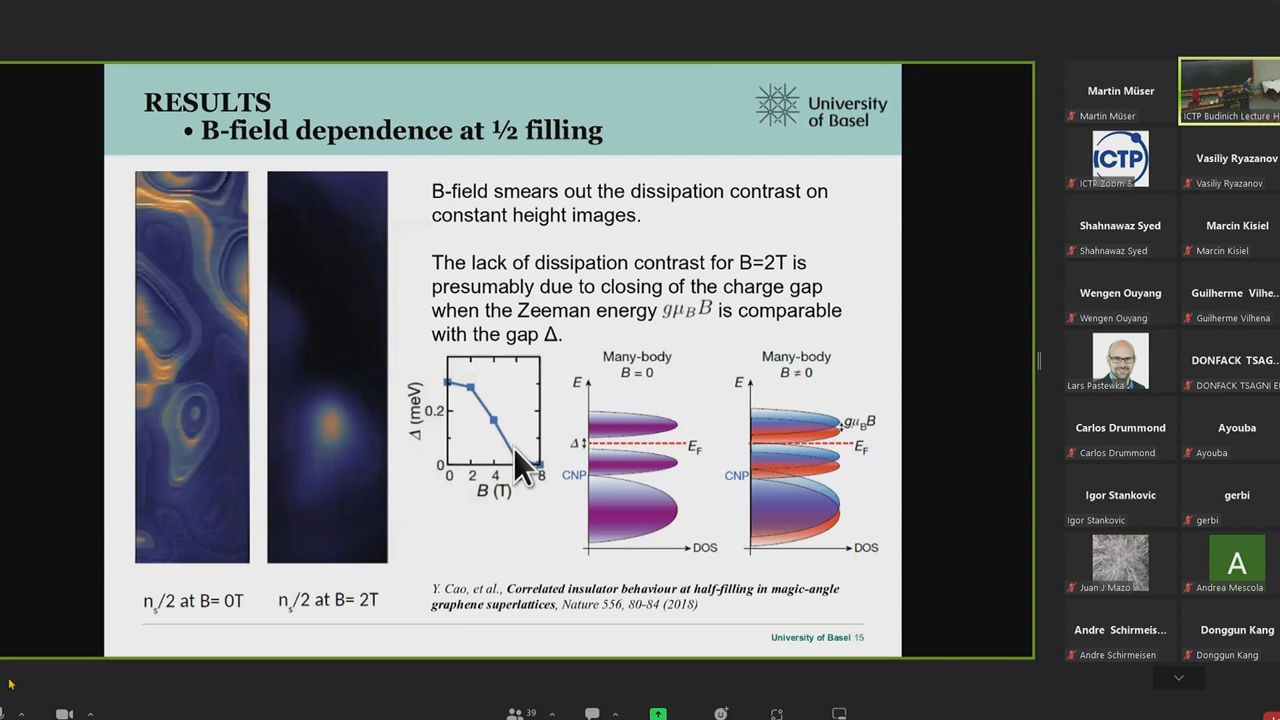 RESULTS
• B-field dependence at ½ filling
University
of Basel
B-field smears out the dissipation contrast on
constant height images.
The lack of dissipation contrast for B=2T is
presumably due to closing of the charge gap
when the Zeeman energy gμ_B B is comparable
with the gap Δ.
Δ (meV)
0.2
0
0 2 4 8
B (T)
Many-body
B = 0
E
Δ
E_F
CNP
DOS
Many-body
B ≠ 0
E
gμ_B B
E_F
CNP
DOS
n_s/2 at B= 0T
n_s/2 at B= 2T
Y. Cao, et al., Correlated insulator behaviour at half-filling in magic-angle
graphene superlattices, Nature 556, 80-84 (2018)
University of Basel 15
Martin Müser
Martin Müser
ICTP Budinich Lecture H
ICTP
ICTP Zoom 8
Vasiliy Ryazanov
Vasiliy Ryazanov
Shahnawaz Syed
Shahnawaz Syed
Marcin Kisiel
Marcin Kisiel
Wengen Ouyang
Wengen Ouyang
Guilherme Vilhe...
Guilherme Vilhena
Lars Pastewka
DONFACK TSAG...
DONFACK TSAGNI E
Carlos Drummond
Carlos Drummond
Ayouba
Ayouba
Igor Stankovic
Igor Stankovic
gerbi
gerbi
Juan J Mazo
A
Andrea Mescola
Andre Schirmeis...
Andre Schirmeisen
Donggun Kang
Donggun Kang
39